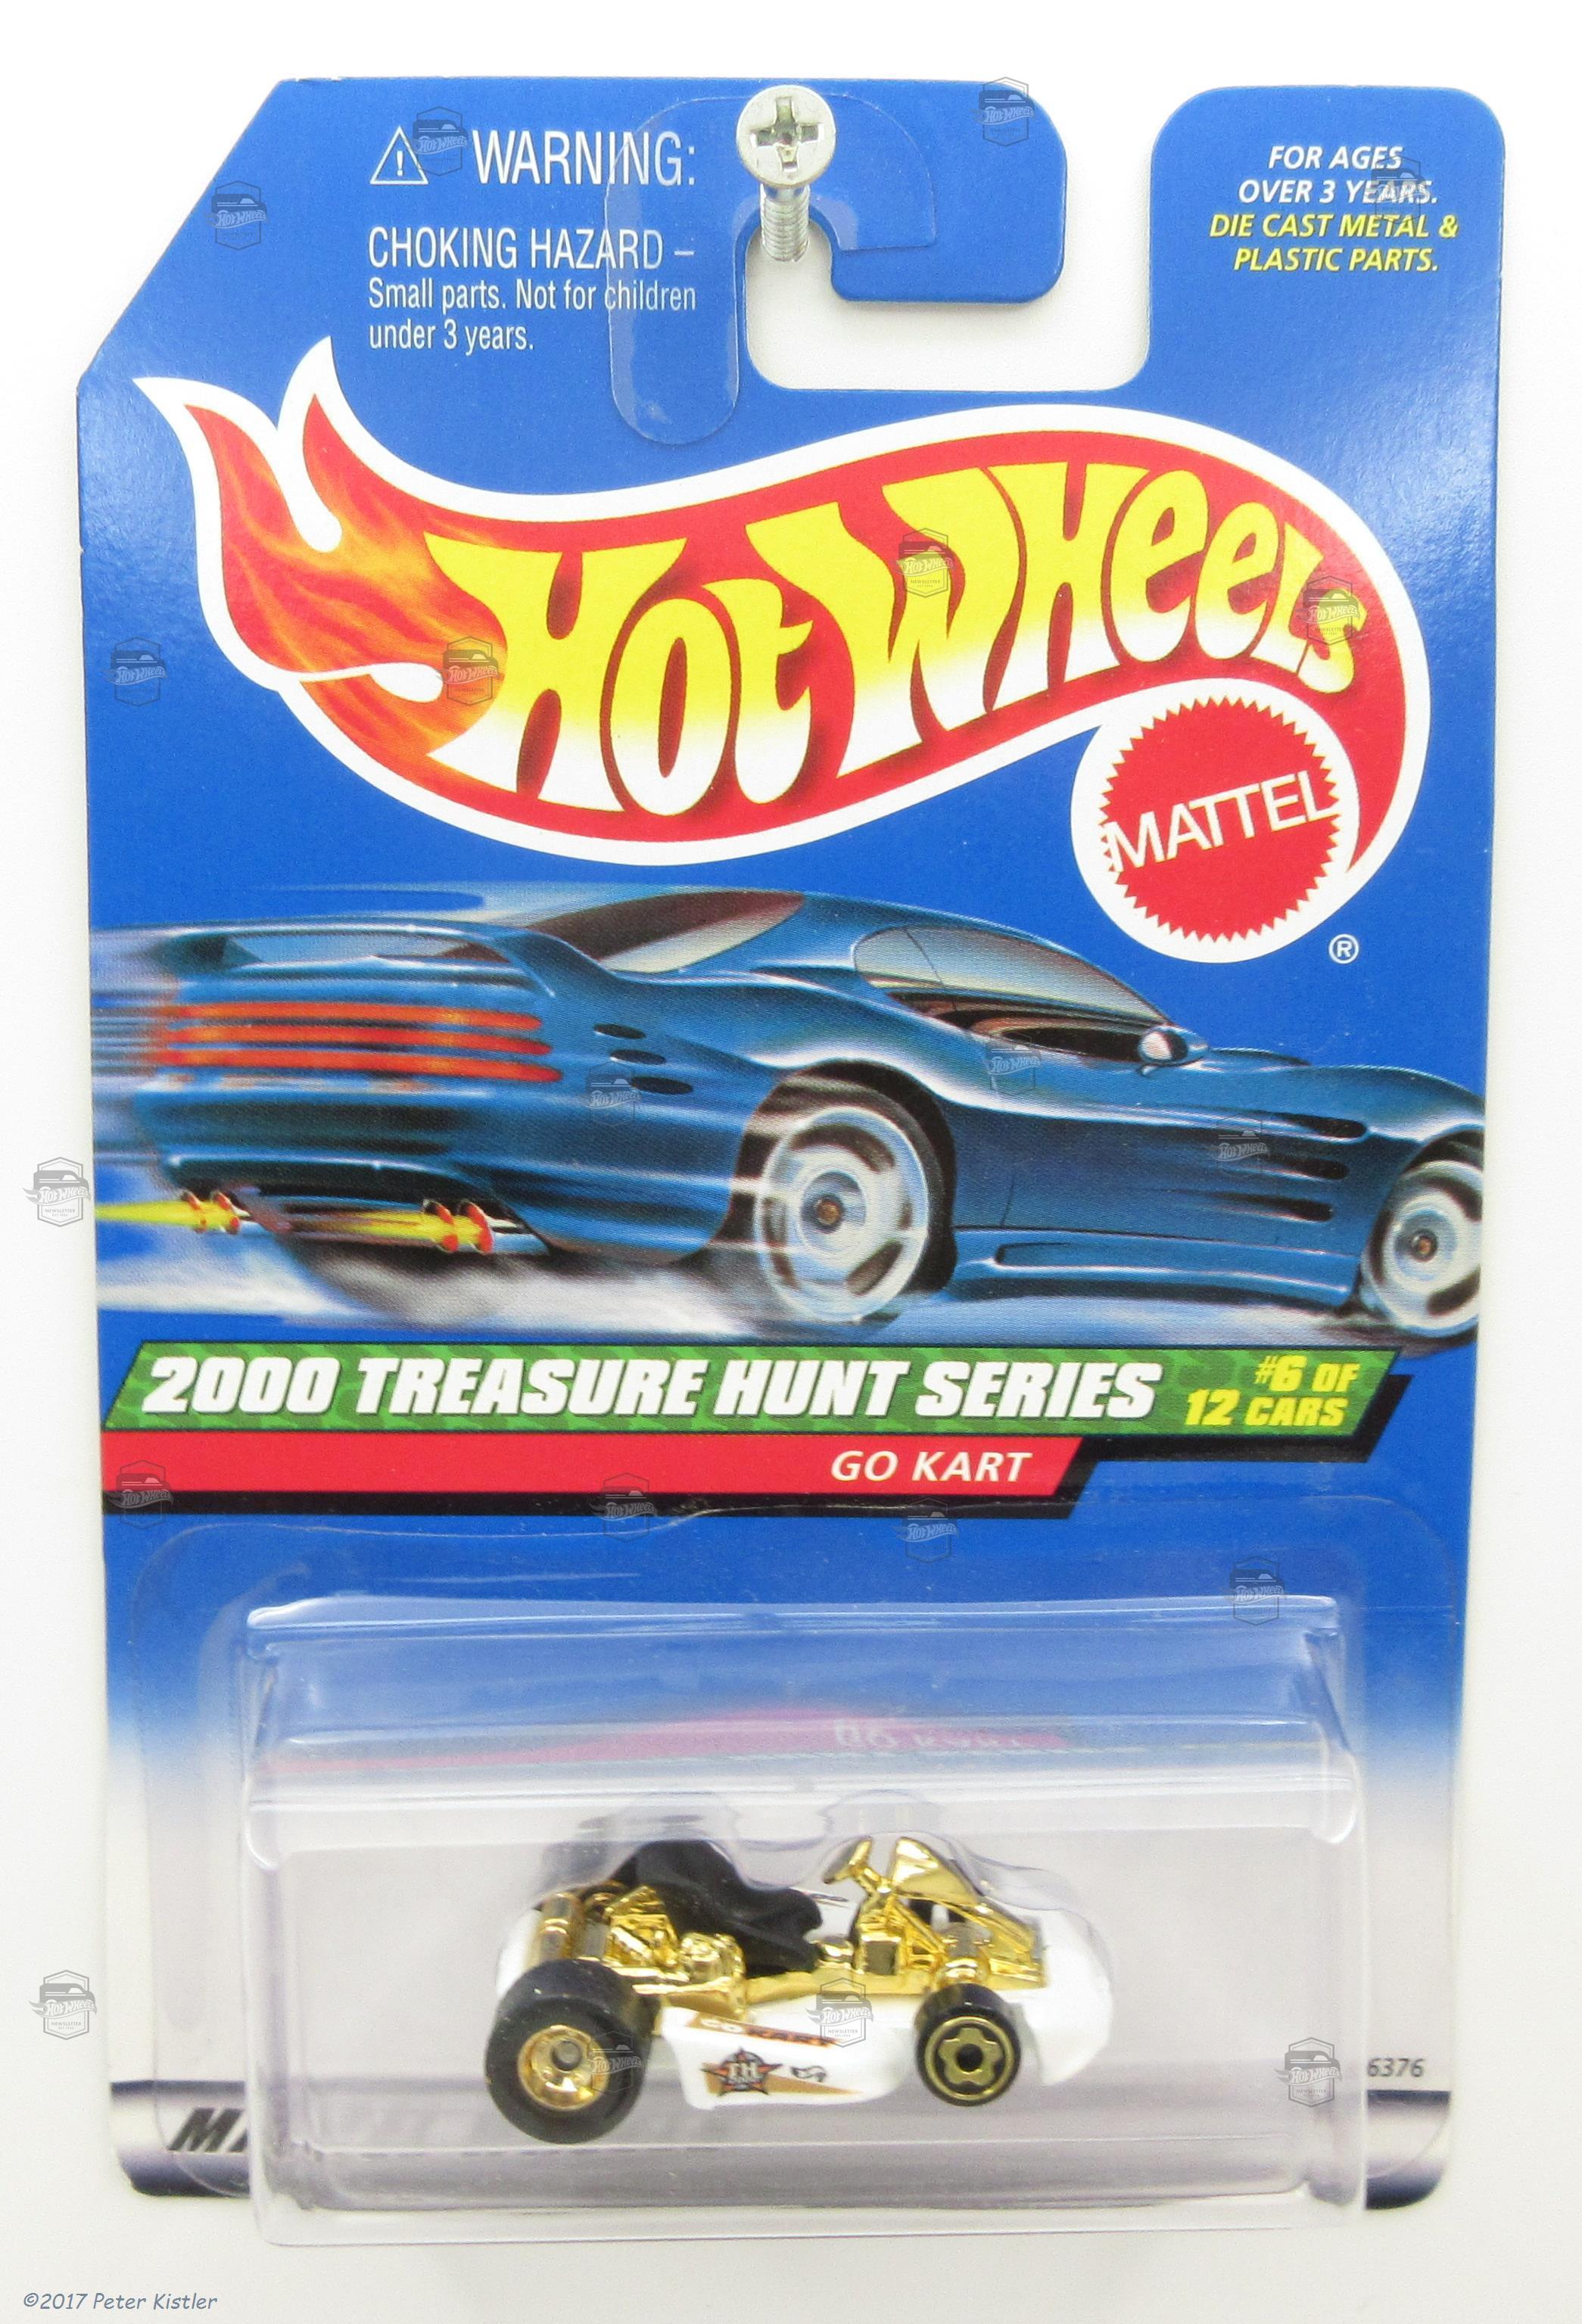 WARNING:
CHOKING HAZARD –
Small parts. Not for children
under 3 years.
FOR AGES
OVER 3 YEARS.
DIE CAST METAL &
PLASTIC PARTS.
HOT WHEELS
MATTEL
®
2000 TREASURE HUNT SERIES
#6 OF
12 CARS
GO KART
TH
6376
©2017 Peter Kistler